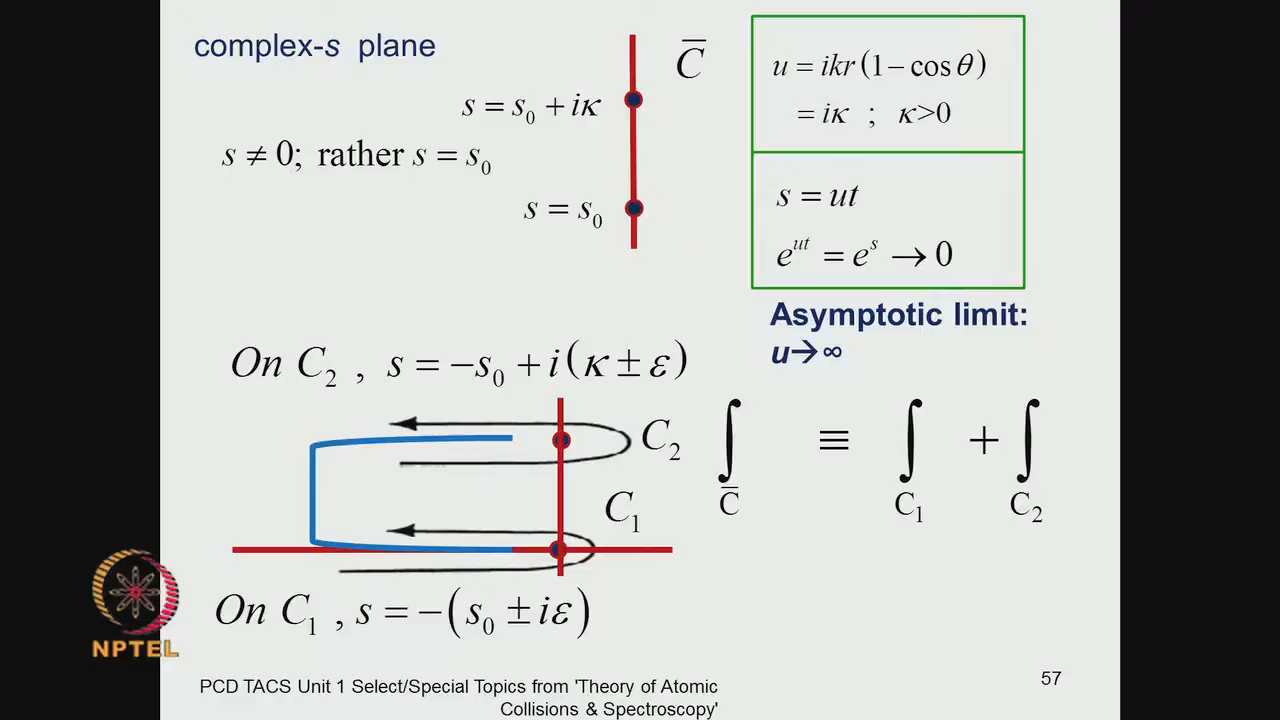 complex-s plane
C̅
s = s₀ + iκ
s ≠ 0; rather s = s₀
s = s₀
u = ikr(1 − cos θ)
= iκ ; κ>0
s = ut
eᵘᵗ = eˢ → 0
Asymptotic limit:
u→∞
On C₂ , s = −s₀ + i(κ ± ε)
C₂
C₁
∫C̅ ≡ ∫C₁ + ∫C₂
On C₁ , s = −(s₀ ± iε)
NPTEL
PCD TACS Unit 1 Select/Special Topics from 'Theory of Atomic
Collisions & Spectroscopy'
57